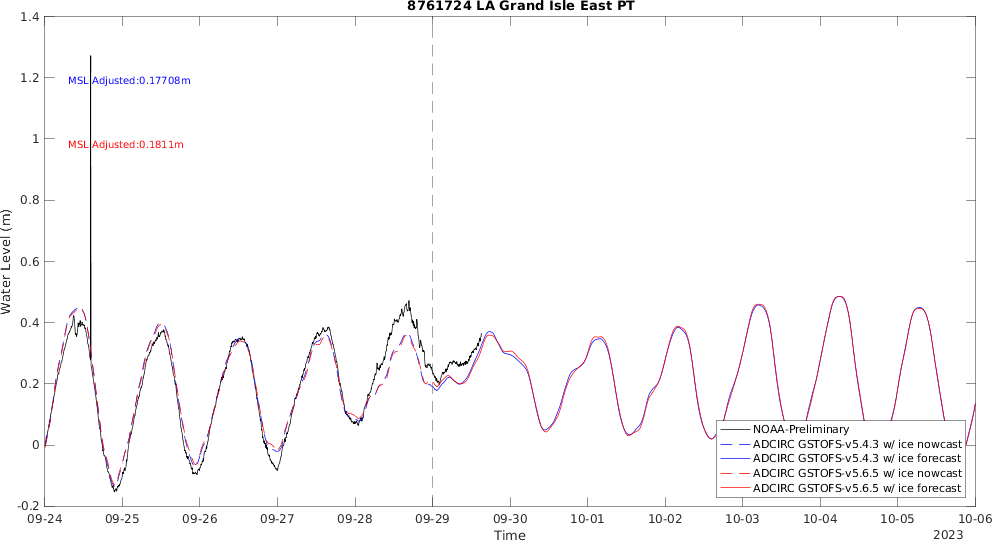 8761724 LA Grand Isle East PT
1.4
1.2
1
0.8
0.6
0.4
0.2
0
-0.2
Water Level (m)
MSL Adjusted:0.17708m
MSL Adjusted:0.1811m
NOAA-Preliminary
ADCIRC GSTOFS-v5.4.3 w/ ice nowcast
ADCIRC GSTOFS-v5.4.3 w/ ice forecast
ADCIRC GSTOFS-v5.6.5 w/ ice nowcast
ADCIRC GSTOFS-v5.6.5 w/ ice forecast
09-24 09-25 09-26 09-27 09-28 09-29 09-30 10-01 10-02 10-03 10-04 10-05 10-06
Time
2023